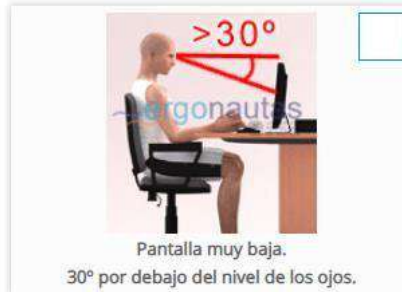 >30º
ergonautas
Pantalla muy baja.
30º por debajo del nivel de los ojos.